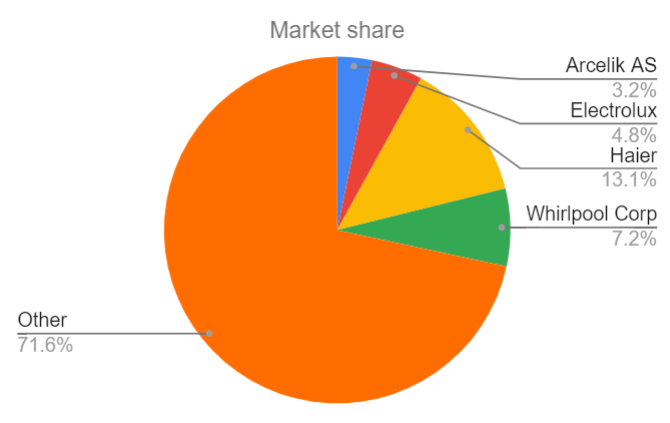 Market share
Arcelik AS
3.2%
Electrolux
4.8%
Haier
13.1%
Whirlpool Corp
7.2%
Other
71.6%